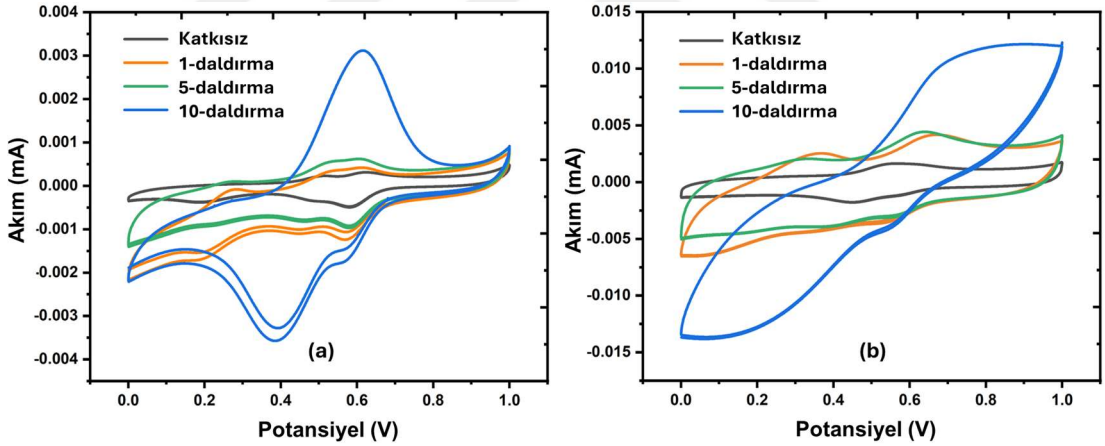 0.004
0.003
0.002
0.001
0.000
-0.001
-0.002
-0.003
-0.004
Akım (mA)
Katkısız
1-daldırma
5-daldırma
10-daldırma
(a)
0.0 0.2 0.4 0.6 0.8 1.0
Potansiyel (V)
0.015
0.010
0.005
0.000
-0.005
-0.010
-0.015
Akım (mA)
Katkısız
1-daldırma
5-daldırma
10-daldırma
(b)
0.0 0.2 0.4 0.6 0.8 1.0
Potansiyel (V)